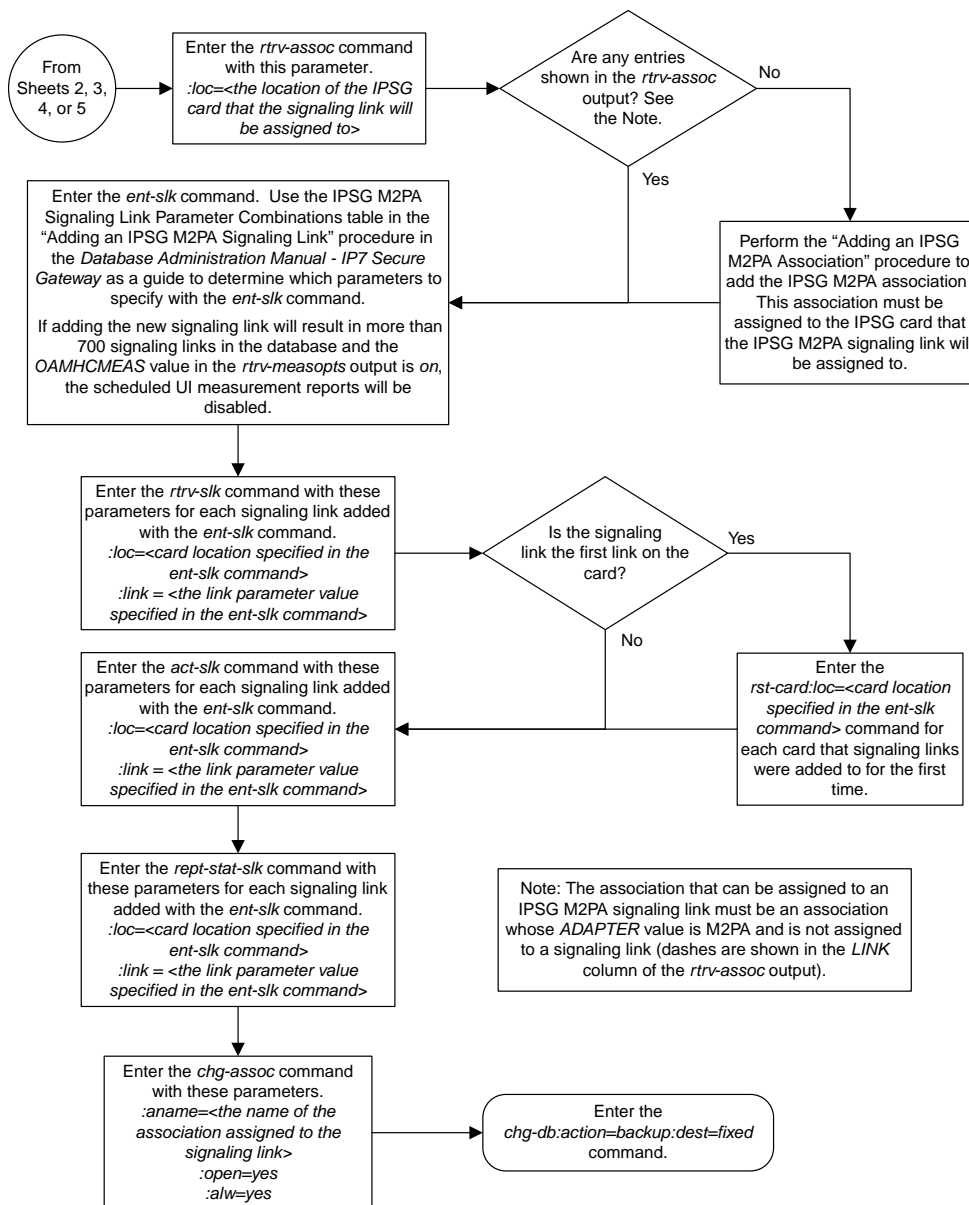 From
Sheets 2, 3,
4, or 5
Enter the rtrv-assoc command
with this parameter.
:loc=<the location of the IPSG
card that the signaling link will
be assigned to>
Are any entries
shown in the rtrv-assoc
output? See
the Note.
No
Yes
Perform the “Adding an IPSG
M2PA Association” procedure to
add the IPSG M2PA association
This association must be
assigned to the IPSG card that
the IPSG M2PA signaling link wil
be assigned to.
Enter the ent-slk command.  Use the IPSG M2PA
Signaling Link Parameter Combinations table in the
“Adding an IPSG M2PA Signaling Link” procedure in
the Database Administration Manual - IP7 Secure
Gateway as a guide to determine which parameters to
specify with the ent-slk command.
If adding the new signaling link will result in more than
700 signaling links in the database and the
OAMHCMEAS value in the rtrv-measopts output is on,
the scheduled UI measurement reports will be
disabled.
Enter the rtrv-slk command with these
parameters for each signaling link added
with the ent-slk command.
:loc=<card location specified in the
ent-slk command>
:link = <the link parameter value
specified in the ent-slk command>
Is the signaling
link the first link on the
card?
Yes
No
Enter the
rst-card:loc=<card location
specified in the ent-slk
command> command for
each card that signaling links
were added to for the first
time.
Enter the act-slk command with these
parameters for each signaling link added
with the ent-slk command.
:loc=<card location specified in the
ent-slk command>
:link = <the link parameter value
specified in the ent-slk command>
Enter the rept-stat-slk command with
these parameters for each signaling link
added with the ent-slk command.
:loc=<card location specified in the
ent-slk command>
:link = <the link parameter value
specified in the ent-slk command>
Note: The association that can be assigned to an
IPSG M2PA signaling link must be an association
whose ADAPTER value is M2PA and is not assigned
to a signaling link (dashes are shown in the LINK
column of the rtrv-assoc output).
Enter the chg-assoc command
with these parameters.
:aname=<the name of the
association assigned to the
signaling link>
:open=yes
:alw=yes
Enter the
chg-db:action=backup:dest=fixed
command.